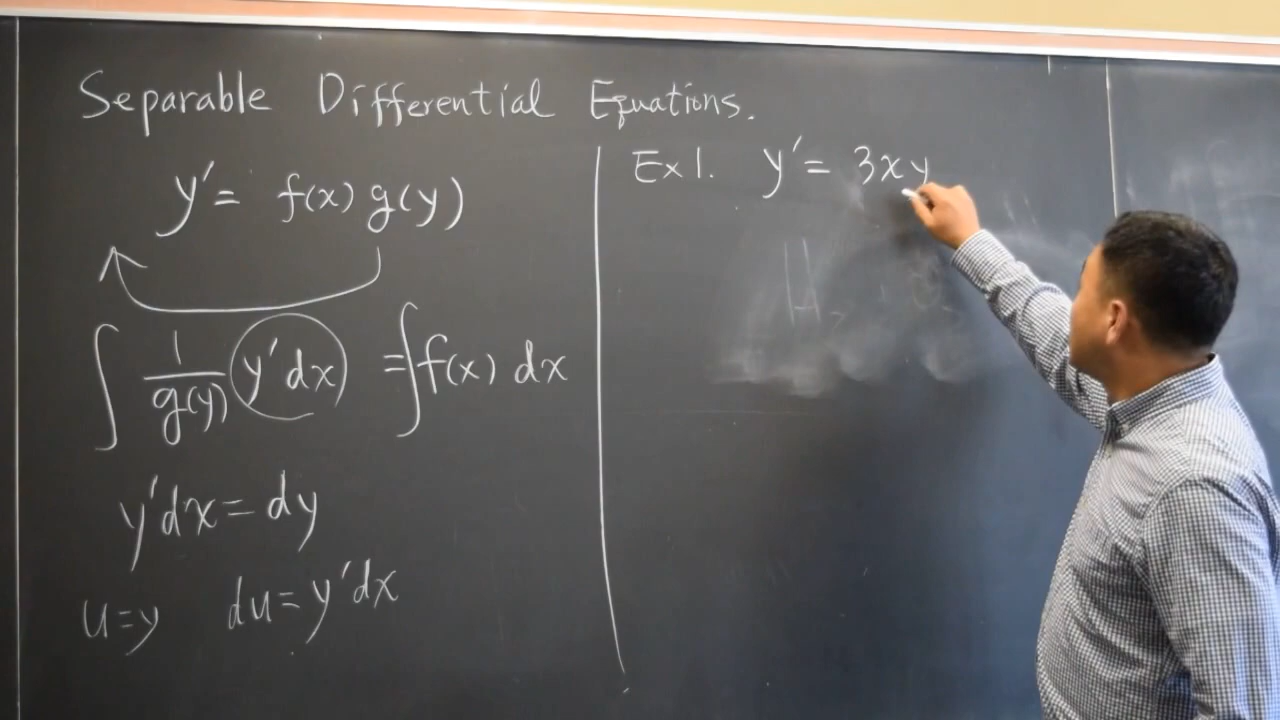 Separable Differential Equations.
y' = f(x) g(y)
∫ 1/g(y) y'dx = ∫ f(x) dx
y'dx = dy
u=y du= y'dx
Ex1. y' = 3xy